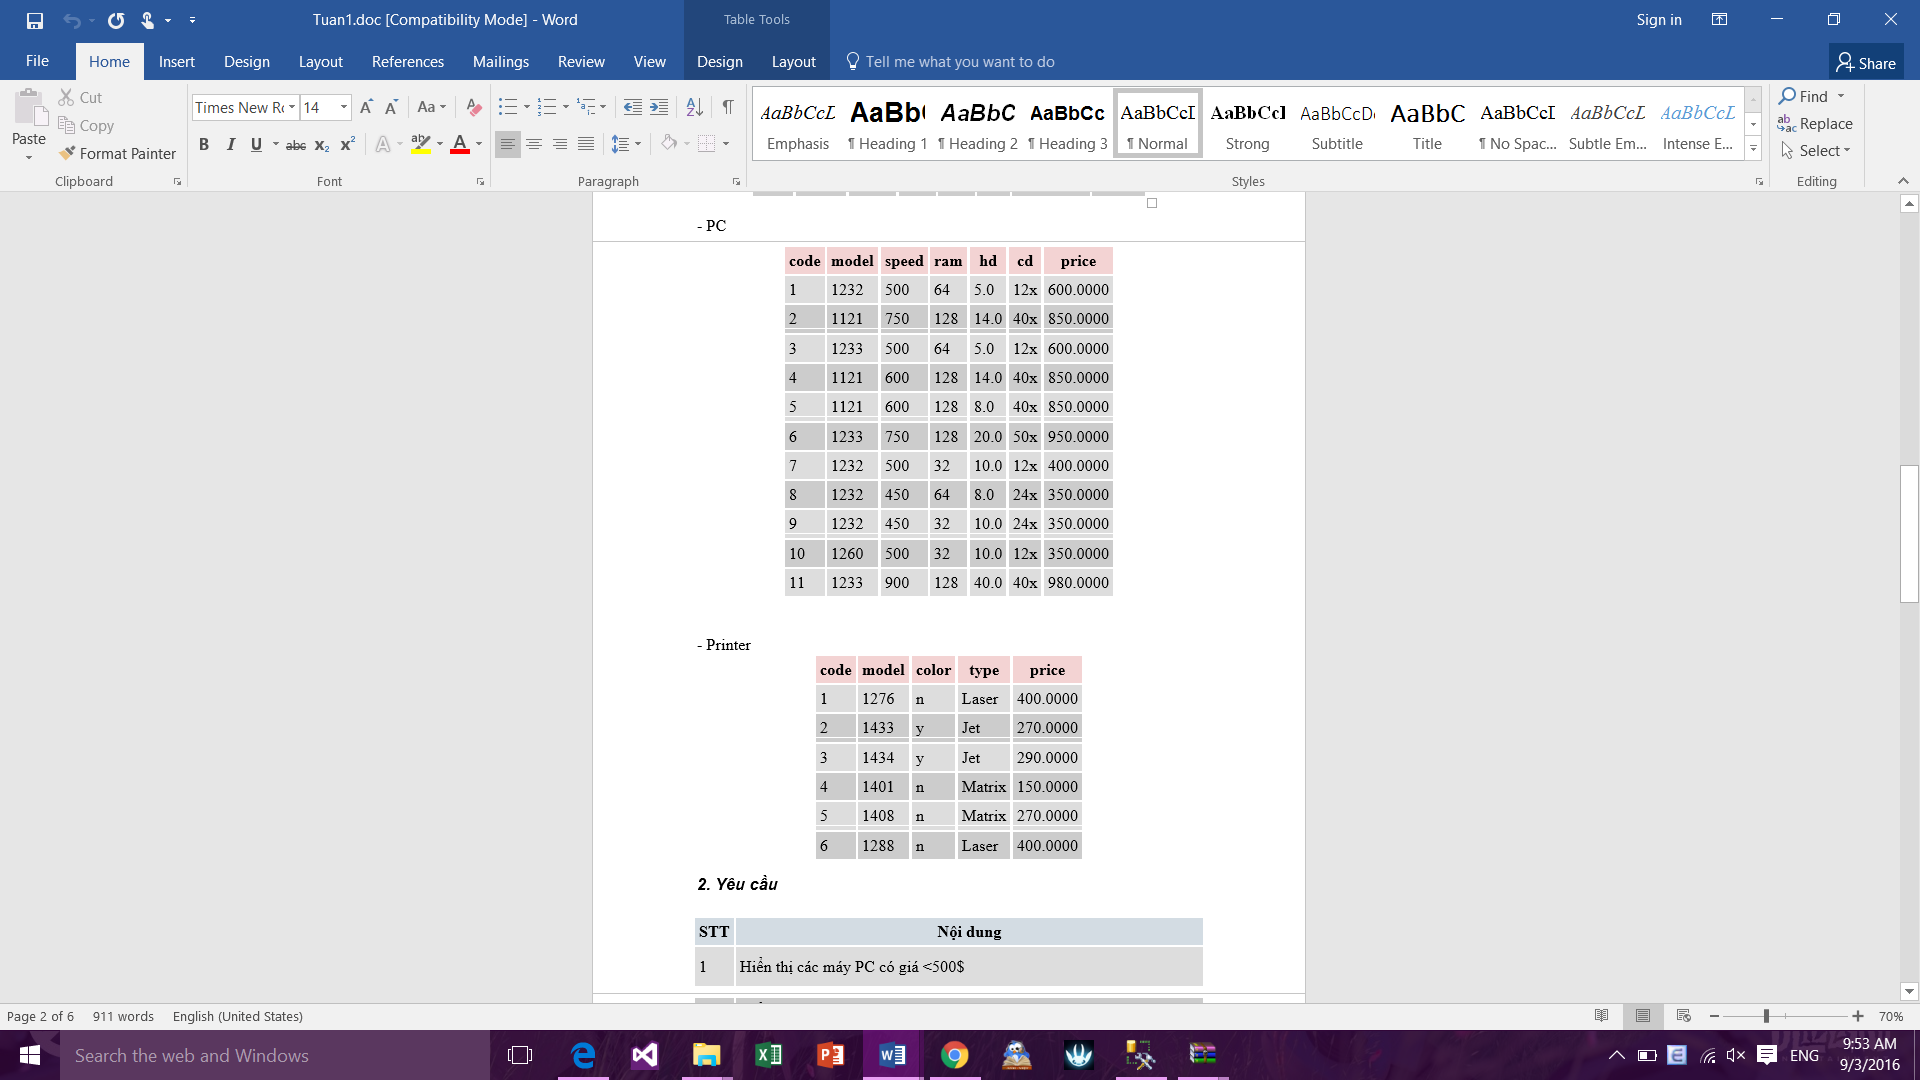 Tuan1.doc [Compatibility Mode] - Word
Table Tools
Sign in
File Home Insert Design Layout References Mailings Review View Design Layout Tell me what you want to do Share
Paste
Cut
Copy
Format Painter
Clipboard
Times New Ro 14
Font
Paragraph
AaBbCcL AaBb( AaBbC AaBbCc AaBbCcI AaBbCcI AaBbCcD AaBbC AaBbCcI AaBbCcL AaBbCcL
Emphasis ¶ Heading 1 ¶ Heading 2 ¶ Heading 3 ¶ Normal Strong Subtitle Title ¶ No Spac... Subtle Em... Intense E...
Styles
Find
Replace
Select
Editing
- PC
code model speed ram hd cd price
1 1232 500 64 5.0 12x 600.0000
2 1121 750 128 14.0 40x 850.0000
3 1233 500 64 5.0 12x 600.0000
4 1121 600 128 14.0 40x 850.0000
5 1121 600 128 8.0 40x 850.0000
6 1233 750 128 20.0 50x 950.0000
7 1232 500 32 10.0 12x 400.0000
8 1232 450 64 8.0 24x 350.0000
9 1232 450 32 10.0 24x 350.0000
10 1260 500 32 10.0 12x 350.0000
11 1233 900 128 40.0 40x 980.0000
- Printer
code model color type price
1 1276 n Laser 400.0000
2 1433 y Jet 270.0000
3 1434 y Jet 290.0000
4 1401 n Matrix 150.0000
5 1408 n Matrix 270.0000
6 1288 n Laser 400.0000
2. Yêu cầu
STT Nội dung
1 Hiển thị các máy PC có giá <500$
Page 2 of 6 911 words English (United States) 70%
Search the web and Windows
ENG
9:53 AM
9/3/2016